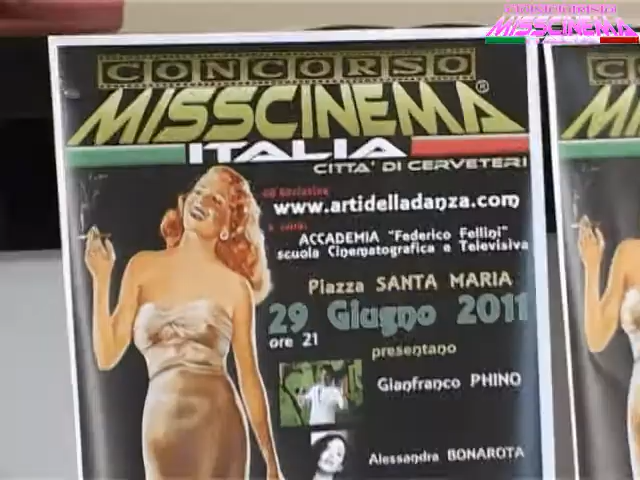 CONCORSO
MISSCINEMA
CONCORSO
MISSCINEMA®
ITALIA
CITTA' DI CERVETERI
www.artidelladanza.com
ACCADEMIA "Federico Fellini"
scuola Cinematografica e Televisiva
Piazza SANTA MARIA
29 Giugno 2011
ore 21
presentano
Gianfranco PHINO
Alessandra BONAROTA